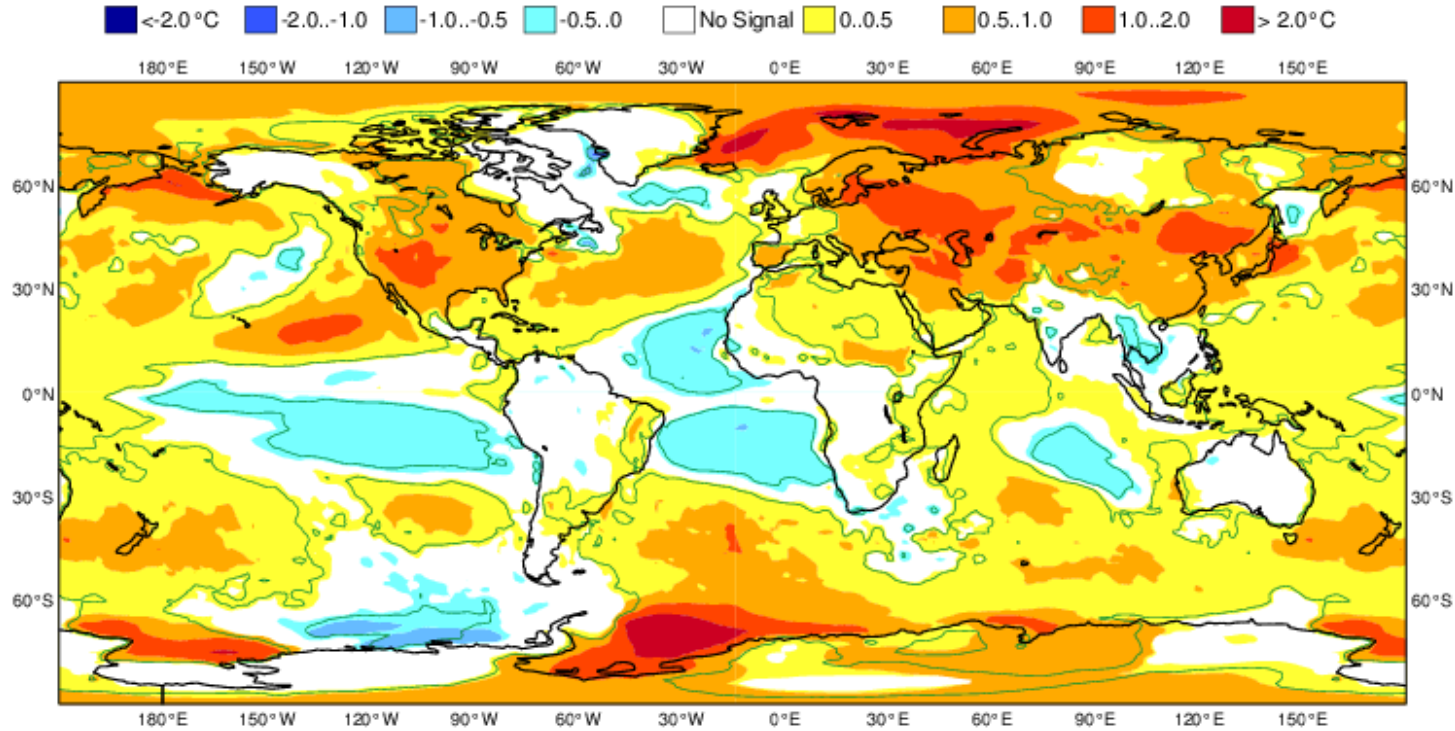 <-2.0°C -2.0..-1.0 -1.0..-0.5 -0.5..0 No Signal 0..0.5 0.5..1.0 1.0..2.0 > 2.0°C
180°E 150°W 120°W 90°W 60°W 30°W 0°E 30°E 60°E 90°E 120°E 150°E
60°N 60°N
30°N 30°N
0°N 0°N
30°S 30°S
60°S 60°S
180°E 150°W 120°W 90°W 60°W 30°W 0°E 30°E 60°E 90°E 120°E 150°E